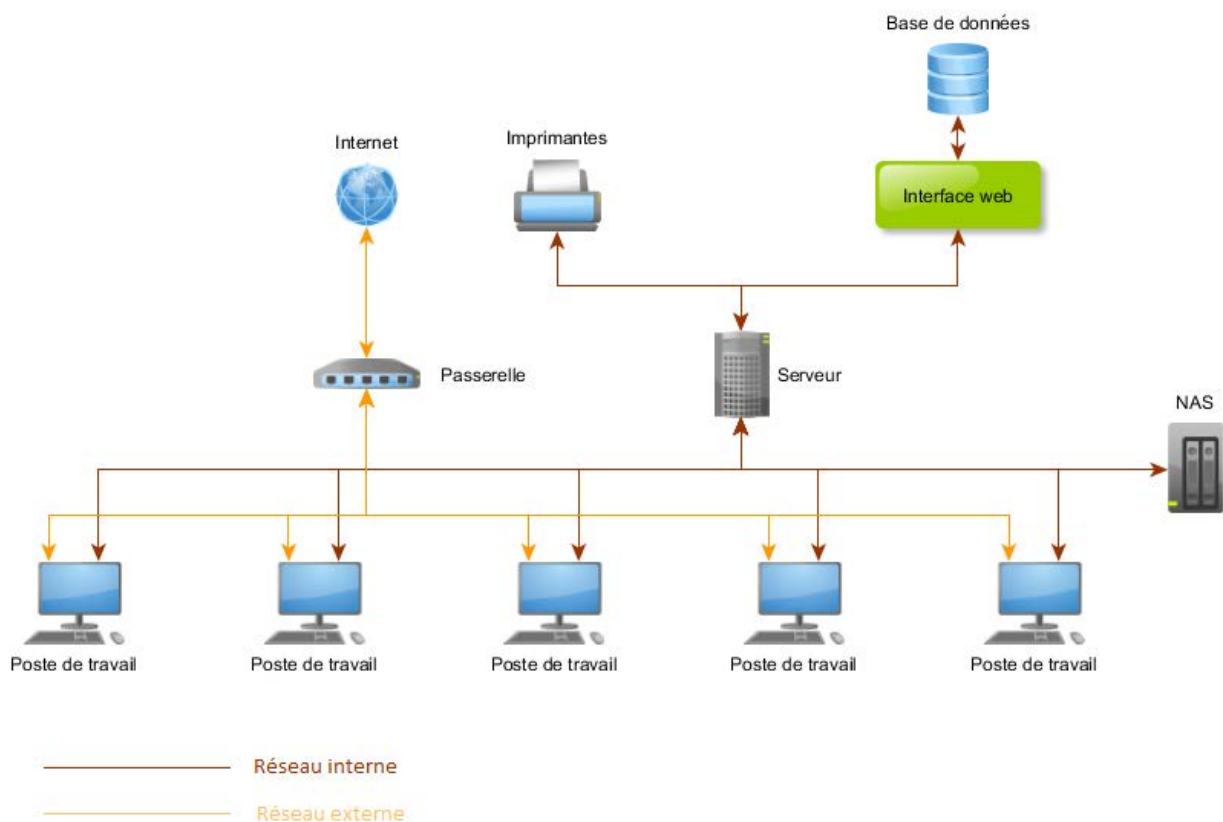 Base de données
Internet
Imprimantes
Interface web
Passerelle
Serveur
NAS
Poste de travail
Poste de travail
Poste de travail
Poste de travail
Poste de travail
Réseau interne
Réseau externe